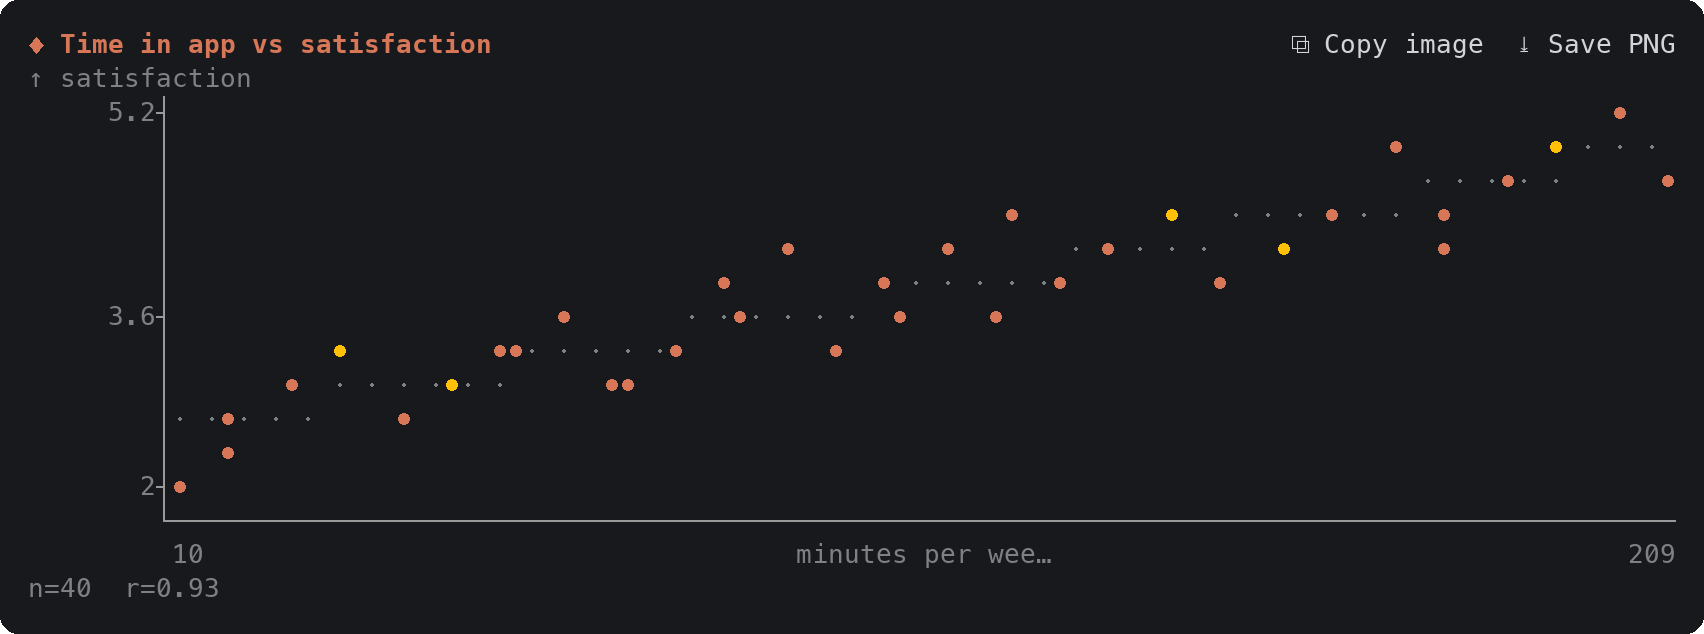 ♦ Time in app vs satisfaction ⧉ Copy image ⤓ Save PNG
↑ satisfaction
5.2
3.6
2
10 minutes per wee… 209
n=40 r=0.93